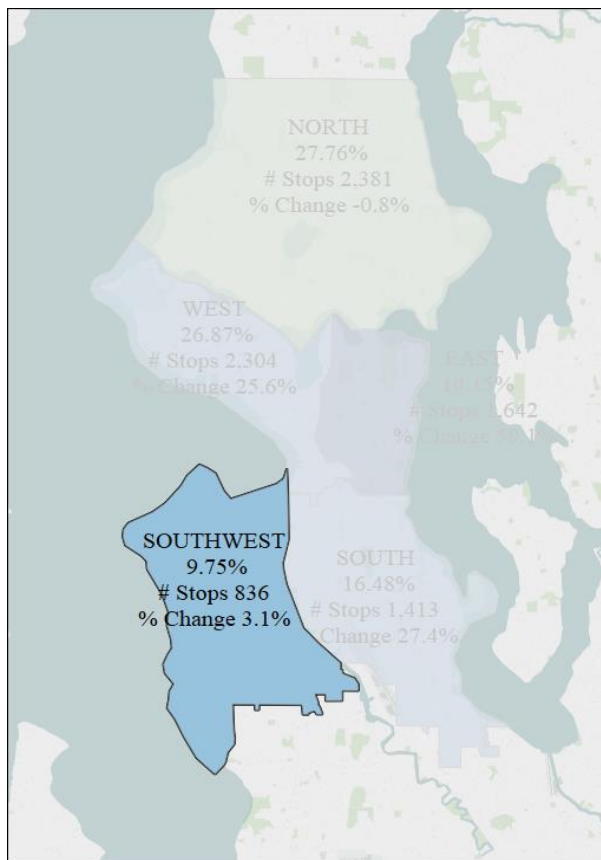 NORTH
27.76%
# Stops 2,381
% Change -0.8%
WEST
26.87%
# Stops 2,304
% Change 25.6%
EAST
# Stops 1,642
% Change
SOUTHWEST
9.75%
# Stops 836
% Change 3.1%
SOUTH
16.48%
# Stops 1,413
Change 27.4%